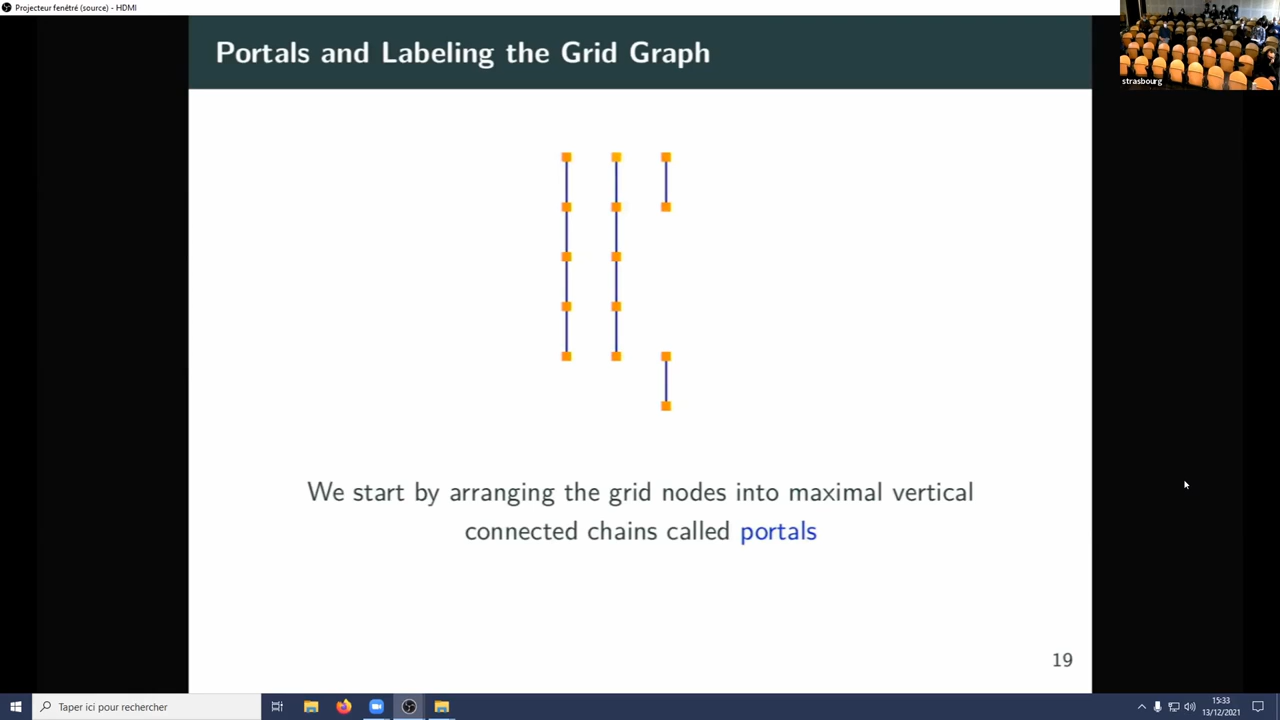 Projecteur fenêtré (source) - HDMI
Portals and Labeling the Grid Graph
strasbourg
We start by arranging the grid nodes into maximal vertical
connected chains called portals
19
Taper ici pour rechercher
15:33
13/12/2021